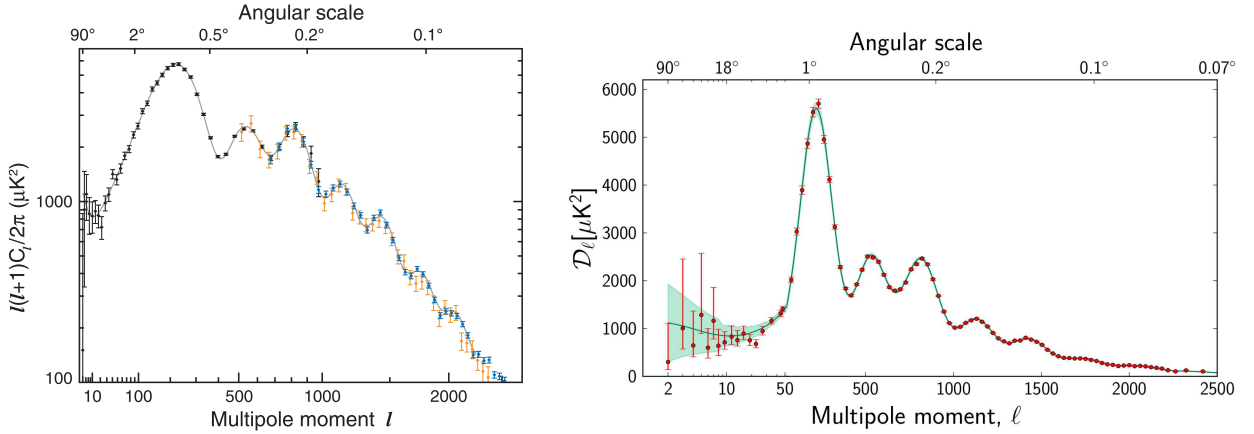 Angular scale
90° 2° 0.5° 0.2° 0.1°
l(l+1)Cl/2π (μK²)
1000
100
10 100 500 1000 2000
Multipole moment l
Angular scale
90° 18° 1° 0.2° 0.1° 0.07°
𝒟ℓ[μK²]
6000
5000
4000
3000
2000
1000
0
2 10 50 500 1000 1500 2000 2500
Multipole moment, ℓ